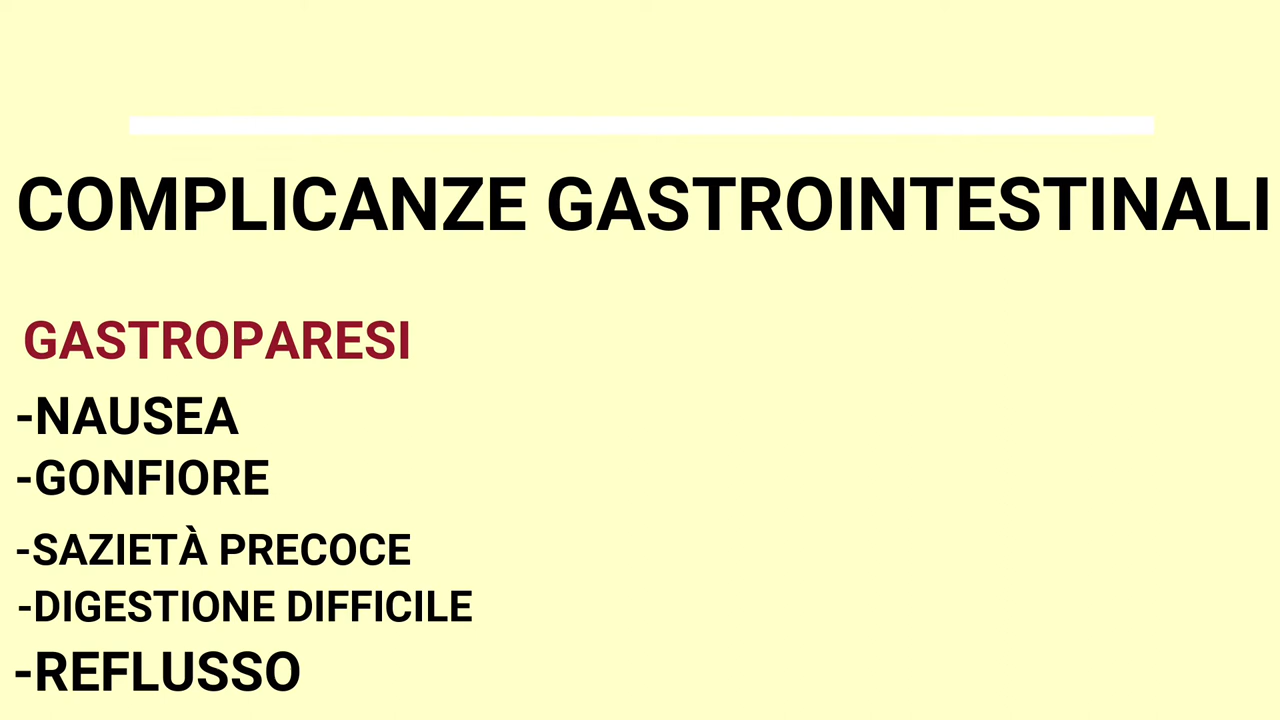 COMPLICANZE GASTROINTESTINALI
GASTROPARESI
-NAUSEA
-GONFIORE
-SAZIETÀ PRECOCE
-DIGESTIONE DIFFICILE
-REFLUSSO